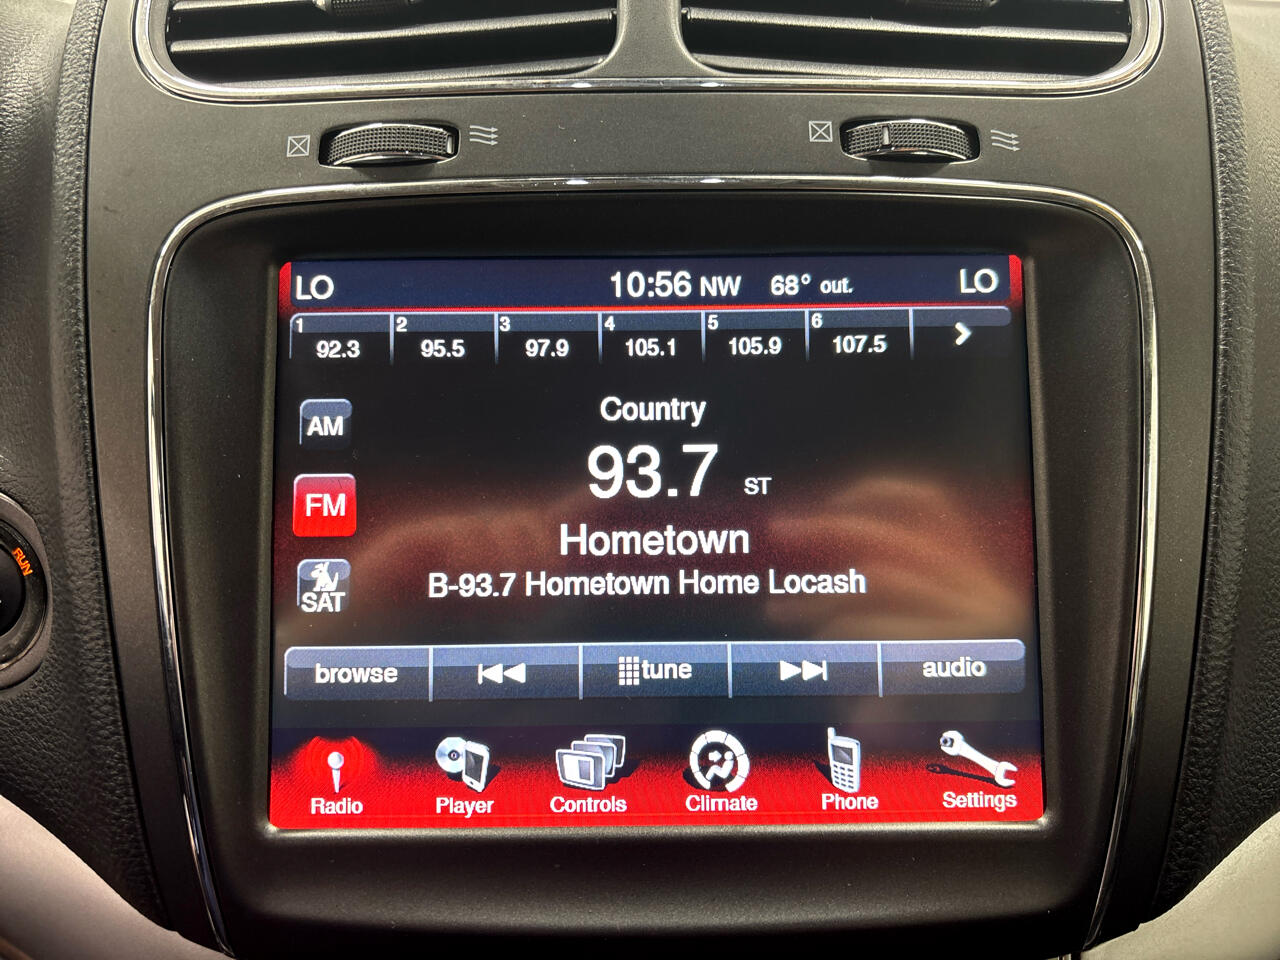 LO 10:56 NW 68° out. LO
1 2 3 4 5 6
92.3 95.5 97.9 105.1 105.9 107.5
Country
AM
93.7 ST
FM
Hometown
B-93.7 Hometown Home Locash
SAT
browse tune audio
Radio Player Controls Climate Phone Settings
RUN